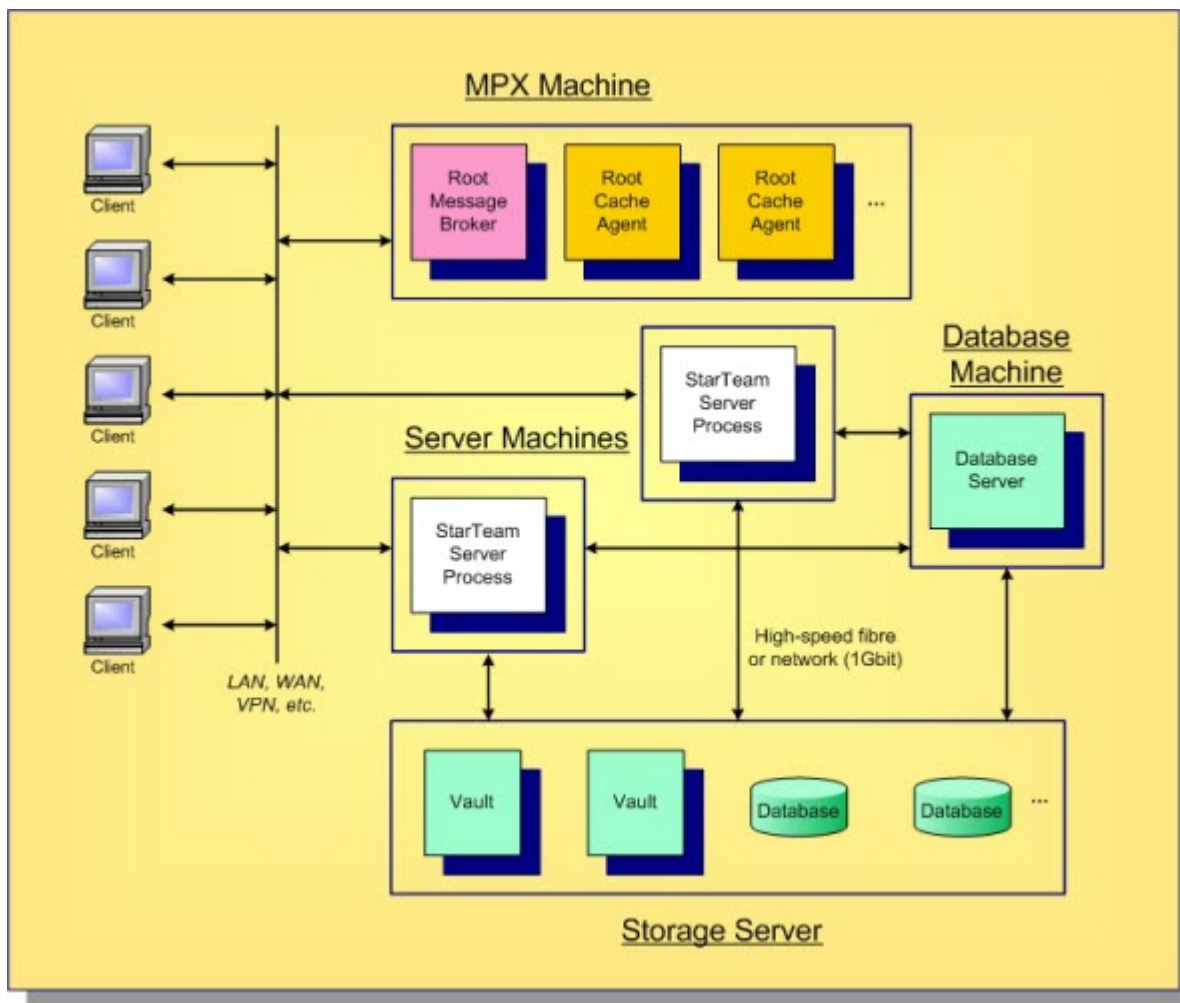 MPX Machine
Client
Client
Client
Client
Client
LAN, WAN,
VPN, etc.
Root
Message
Broker
Root
Cache
Agent
Root
Cache
Agent
...
StarTeam
Server
Process
Database
Machine
Database
Server
Server Machines
StarTeam
Server
Process
High-speed fibre
or network (1Gbit)
Vault
Vault
Database
Database
...
Storage Server